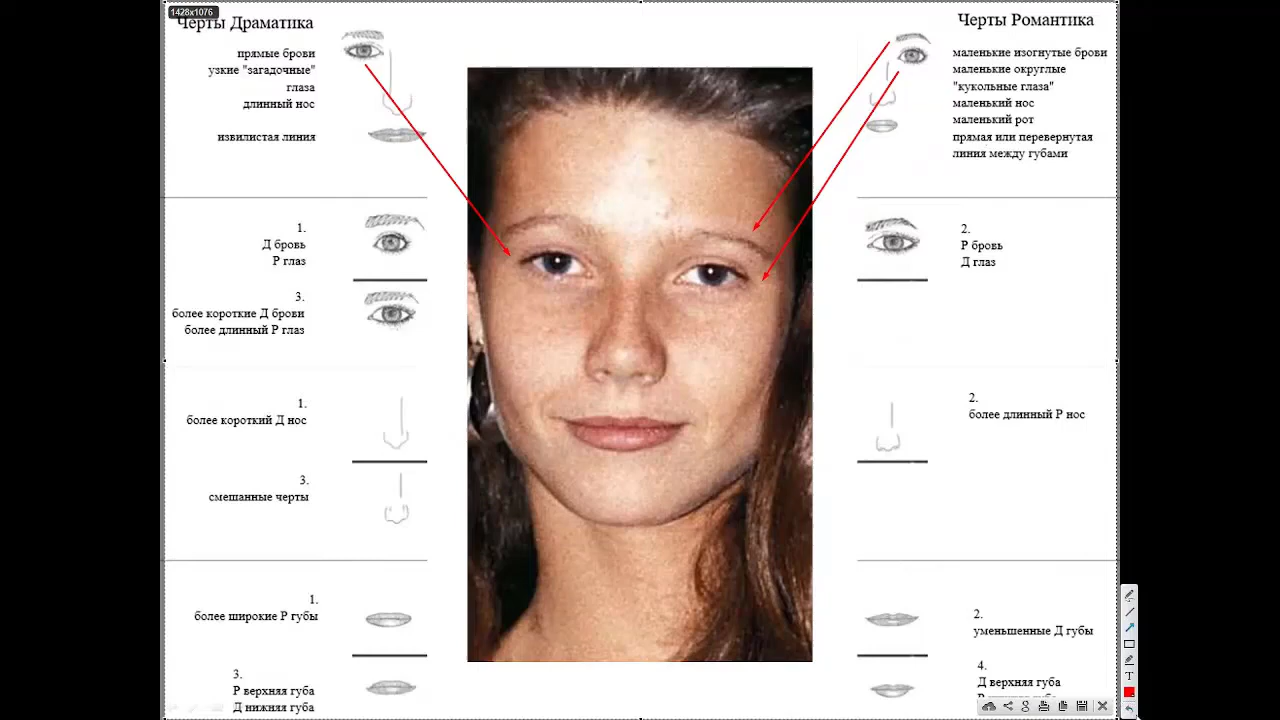 1428x1076
Черты Драматика
прямые брови
узкие "загадочные"
глаза
длинный нос
извилистая линия
Черты Романтика
маленькие изогнутые брови
маленькие округлые
"кукольные глаза"
маленький нос
маленький рот
прямая или перевернутая
линия между губами
1.
Д бровь
Р глаз
2.
Р бровь
Д глаз
3.
более короткие Д брови
более длинный Р глаз
1.
более короткий Д нос
2.
более длинный Р нос
3.
смешанные черты
1.
более широкие Р губы
2.
уменьшенные Д губы
3.
Р верхняя губа
Д нижняя губа
4.
Д верхняя губа
T